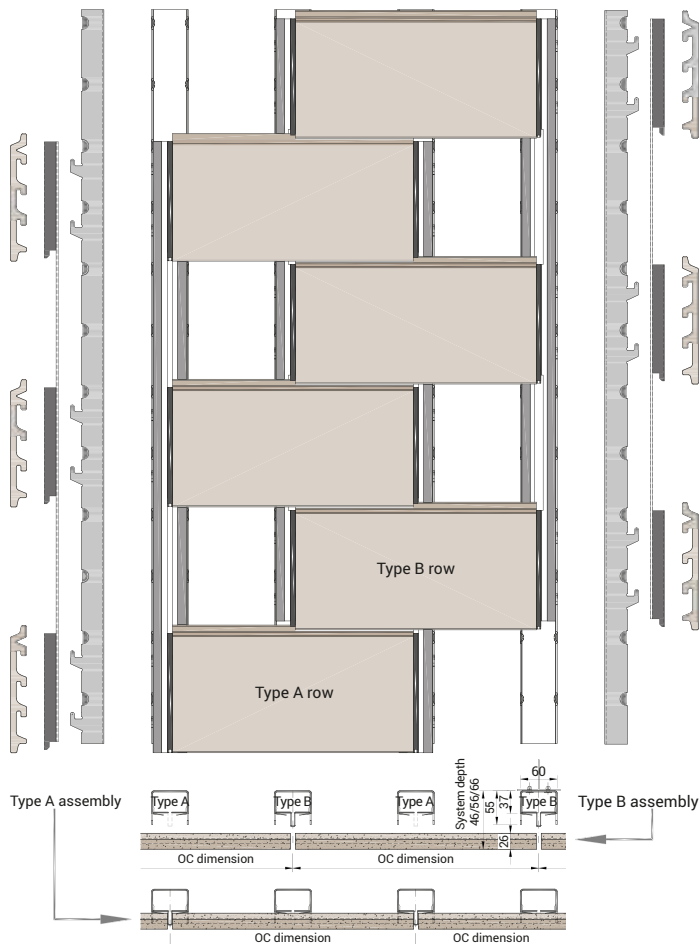 Type B row
Type A row
60
System depth
46/56/66
55
37
26
Type A assembly
Type A
Type B
Type A
Type B
Type B assembly
OC dimension
OC dimension
OC dimension
OC dimension